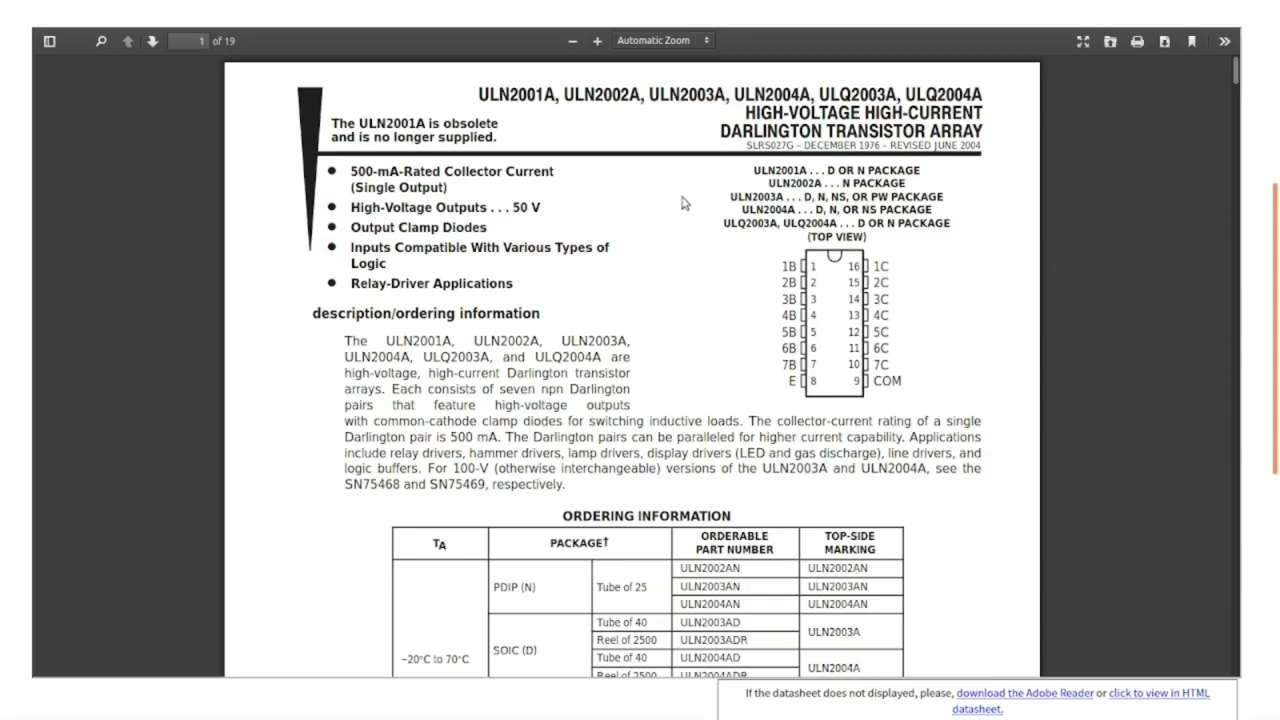 1 of 19
Automatic Zoom
ULN2001A, ULN2002A, ULN2003A, ULN2004A, ULQ2003A, ULQ2004A
HIGH-VOLTAGE HIGH-CURRENT
DARLINGTON TRANSISTOR ARRAY
SLRS027G – DECEMBER 1976 – REVISED JUNE 2004
The ULN2001A is obsolete
and is no longer supplied.
● 500-mA-Rated Collector Current
(Single Output)
● High-Voltage Outputs . . . 50 V
● Output Clamp Diodes
● Inputs Compatible With Various Types of
Logic
● Relay-Driver Applications
ULN2001A . . . D OR N PACKAGE
ULN2002A . . . N PACKAGE
ULN2003A . . . D, N, NS, OR PW PACKAGE
ULN2004A . . . D, N, OR NS PACKAGE
ULQ2003A, ULQ2004A . . . D OR N PACKAGE
(TOP VIEW)
1B 1 16 1C
2B 2 15 2C
3B 3 14 3C
4B 4 13 4C
5B 5 12 5C
6B 6 11 6C
7B 7 10 7C
E 8 9 COM
description/ordering information
The ULN2001A, ULN2002A, ULN2003A,
ULN2004A, ULQ2003A, and ULQ2004A are
high-voltage, high-current Darlington transistor
arrays. Each consists of seven npn Darlington
pairs that feature high-voltage outputs
with common-cathode clamp diodes for switching inductive loads. The collector-current rating of a single
Darlington pair is 500 mA. The Darlington pairs can be paralleled for higher current capability. Applications
include relay drivers, hammer drivers, lamp drivers, display drivers (LED and gas discharge), line drivers, and
logic buffers. For 100-V (otherwise interchangeable) versions of the ULN2003A and ULN2004A, see the
SN75468 and SN75469, respectively.
ORDERING INFORMATION
TA PACKAGE† ORDERABLE PART NUMBER TOP-SIDE MARKING
ULN2002AN ULN2002AN
PDIP (N) Tube of 25 ULN2003AN ULN2003AN
ULN2004AN ULN2004AN
Tube of 40 ULN2003AD ULN2003A
Reel of 2500 ULN2003ADR
−20°C to 70°C SOIC (D) Tube of 40 ULN2004AD ULN2004A
Reel of 2500 ULN2004ADR
If the datasheet does not displayed, please, download the Adobe Reader or click to view in HTML
datasheet.